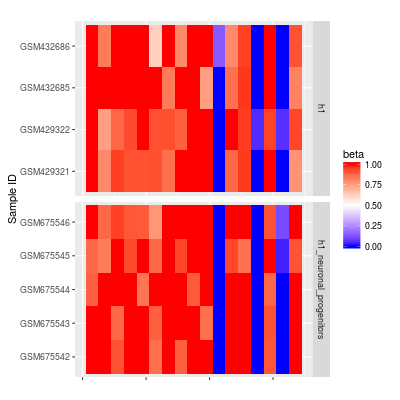 Sample ID
GSM432686
GSM432685
GSM429322
GSM429321
h1
GSM675546
GSM675545
GSM675544
GSM675543
GSM675542
h1_neuronal_progenitors
beta
1.00
0.75
0.50
0.25
0.00